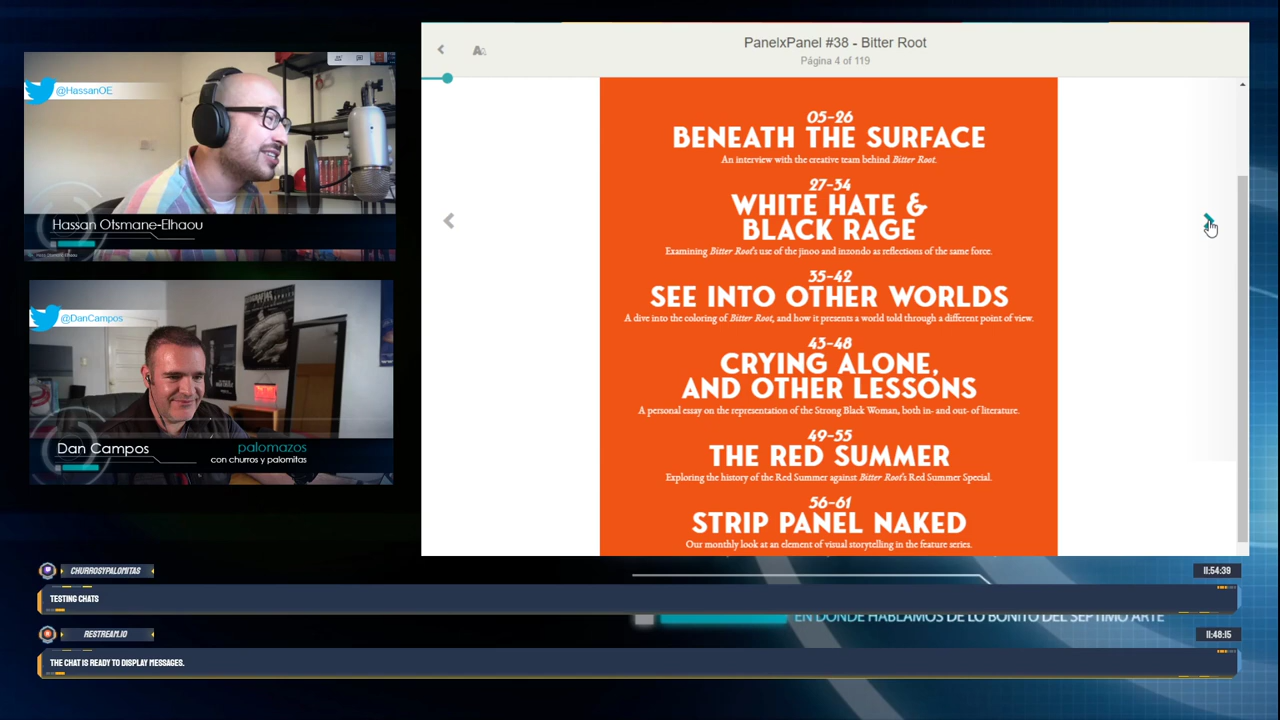 @HassanOE
Hassan Otsmane-Elhaou
@DanCampos
Dan Campos
palomazos
con churros y palomitas
PanelxPanel #38 - Bitter Root
Página 4 of 119
05-26
BENEATH THE SURFACE
An interview with the creative team behind Bitter Root.
27-34
WHITE HATE &
BLACK RAGE
Examining Bitter Root's use of the jinoo and inzondo as reflections of the same force.
35-42
SEE INTO OTHER WORLDS
A dive into the coloring of Bitter Root, and how it presents a world told through a different point of view.
43-48
CRYING ALONE,
AND OTHER LESSONS
A personal essay on the representation of the Strong Black Woman, both in- and out- of literature.
49-55
THE RED SUMMER
Exploring the history of the Red Summer against Bitter Root's Red Summer Special.
56-61
STRIP PANEL NAKED
Our monthly look at an element of visual storytelling in the feature series.
CHURROSYPALOMITAS
11:54:39
TESTING CHATS
EN DONDE HABLAMOS DE LO BONITO DEL SEPTIMO ARTE
RESTREAM.IO
11:48:15
THE CHAT IS READY TO DISPLAY MESSAGES.